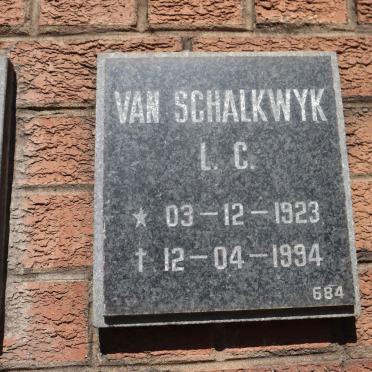 VAN SCHALKWYK
L. C.
★ 03-12-1923
† 12-04-1994
684